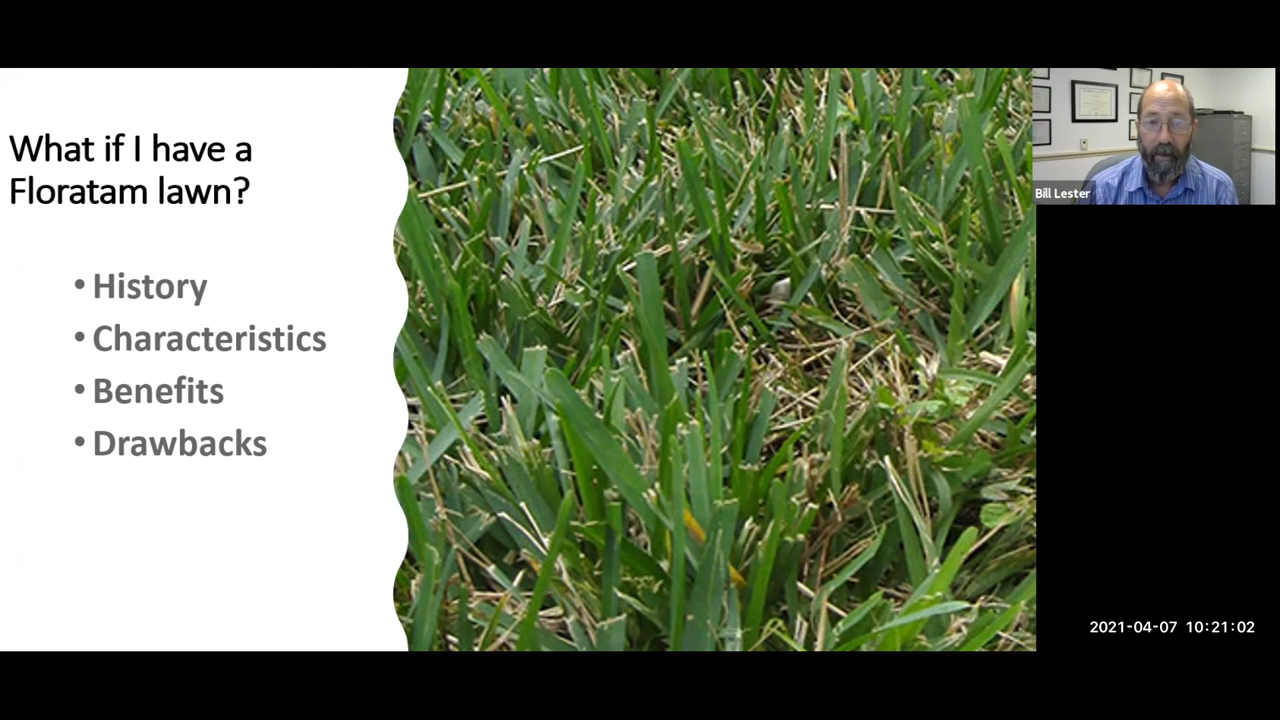 What if I have a
Floratam lawn?
• History
• Characteristics
• Benefits
• Drawbacks
Bill Lester
2021-04-07 10:21:02